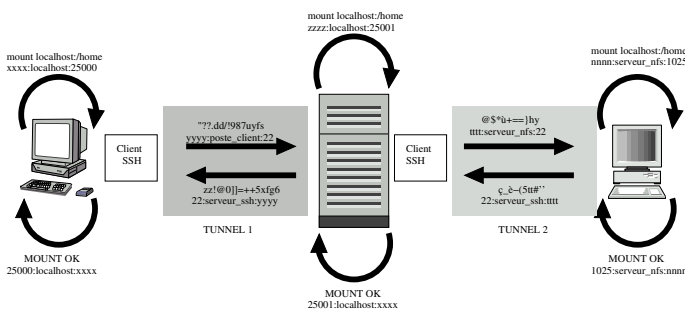 mount localhost:/home
zzzz:localhost:25001
mount localhost:/home
xxxx:localhost:25000
mount localhost:/home
nnnn:serveur_nfs:1025
Client
SSH
"??.dd/!987uyfs
yyyy:poste_client:22
zz!@0]]=++5xfg6
22:serveur_ssh:yyyy
TUNNEL 1
Client
SSH
@$*ù+==}hy
tttt:serveur_nfs:22
ç_è-(5tt#''
22:serveur_ssh:tttt
TUNNEL 2
MOUNT OK
25000:localhost:xxxx
MOUNT OK
25001:localhost:xxxx
MOUNT OK
1025:serveur_nfs:nnnn